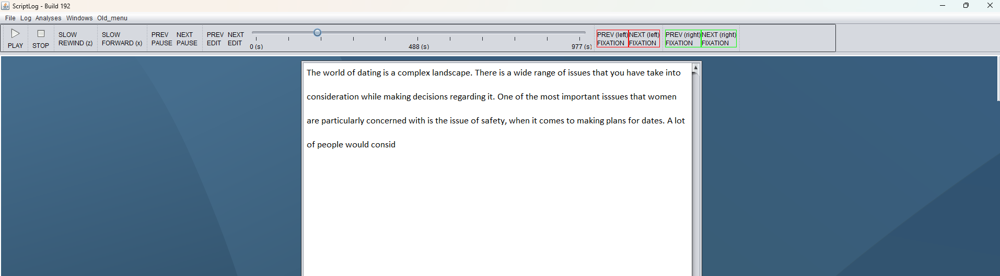 ScriptLog - Build 192
File Log Analyses Windows Old_menu
PLAY
STOP
SLOW
REWIND (z)
SLOW
FORWARD (x)
PREV
PAUSE
NEXT
PAUSE
PREV
EDIT
NEXT
EDIT
0 (s)
488 (s)
977 (s)
PREV (left)
FIXATION
NEXT (left)
FIXATION
PREV (right)
FIXATION
NEXT (right)
FIXATION
The world of dating is a complex landscape. There is a wide range of issues that you have take into
consideration while making decisions regarding it. One of the most important isssues that women
are particularly concerned with is the issue of safety, when it comes to making plans for dates. A lot
of people would consid